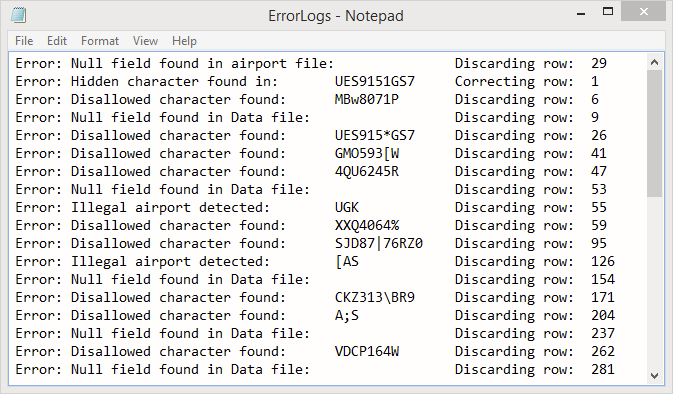 ErrorLogs - Notepad
File Edit Format View Help
Error: Null field found in airport file: Discarding row: 29
Error: Hidden character found in: UES9151GS7 Correcting row: 1
Error: Disallowed character found: MBw8071P Discarding row: 6
Error: Null field found in Data file: Discarding row: 9
Error: Disallowed character found: UES915*GS7 Discarding row: 26
Error: Disallowed character found: GMO593[W Discarding row: 41
Error: Disallowed character found: 4QU6245R Discarding row: 47
Error: Null field found in Data file: Discarding row: 53
Error: Illegal airport detected: UGK Discarding row: 55
Error: Disallowed character found: XXQ4064% Discarding row: 59
Error: Disallowed character found: SJD87|76RZ0 Discarding row: 95
Error: Illegal airport detected: [AS Discarding row: 126
Error: Null field found in Data file: Discarding row: 154
Error: Disallowed character found: CKZ313\BR9 Discarding row: 171
Error: Disallowed character found: A;S Discarding row: 204
Error: Null field found in Data file: Discarding row: 237
Error: Disallowed character found: VDCP164W Discarding row: 262
Error: Null field found in Data file: Discarding row: 281